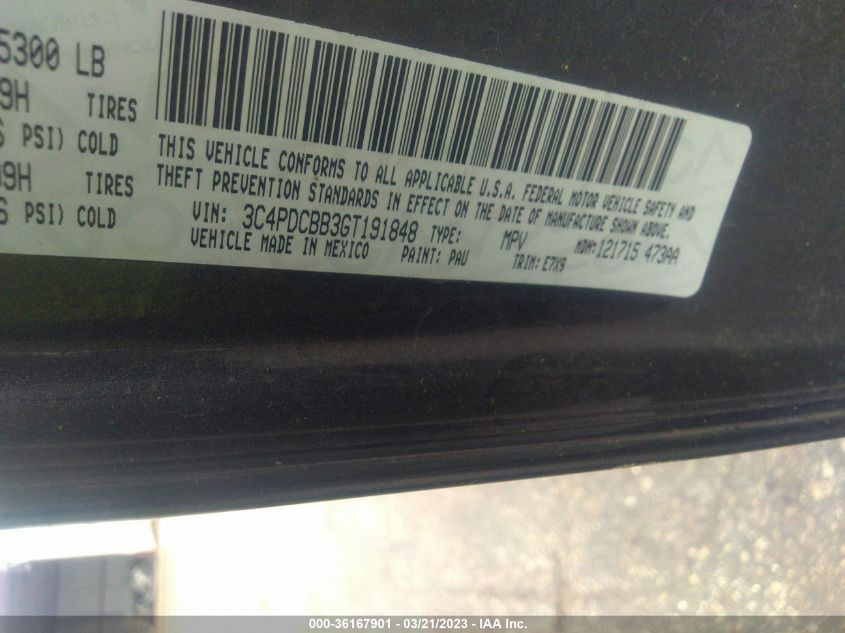 5300 LB
9H TIRES
PSI) COLD
9H TIRES
PSI) COLD
THIS VEHICLE CONFORMS TO ALL APPLICABLE U.S.A. FEDERAL MOTOR VEHICLE SAFETY AND
THEFT PREVENTION STANDARDS IN EFFECT ON THE DATE OF MANUFACTURE SHOWN ABOVE.
VIN: 3C4PDCBB3GT191848 TYPE: MPV MDH:121715 473AA
VEHICLE MADE IN MEXICO PAINT: PAU TRIM: E7X9
000-36167901 / 03/21/2023 - Copyright © IAA Inc.